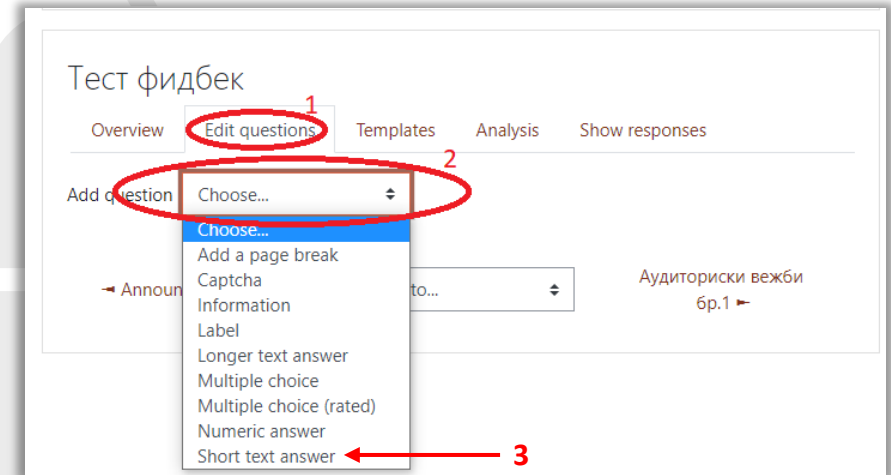 Тест фидбек
1
Overview Edit questions Templates Analysis Show responses
2
Add question Choose...
Choose...
Add a page break
Captcha
Information
Label
Longer text answer
Multiple choice
Multiple choice (rated)
Numeric answer
Short text answer
3
◄ Announ
to...
Аудиториски вежби
бр.1 ►